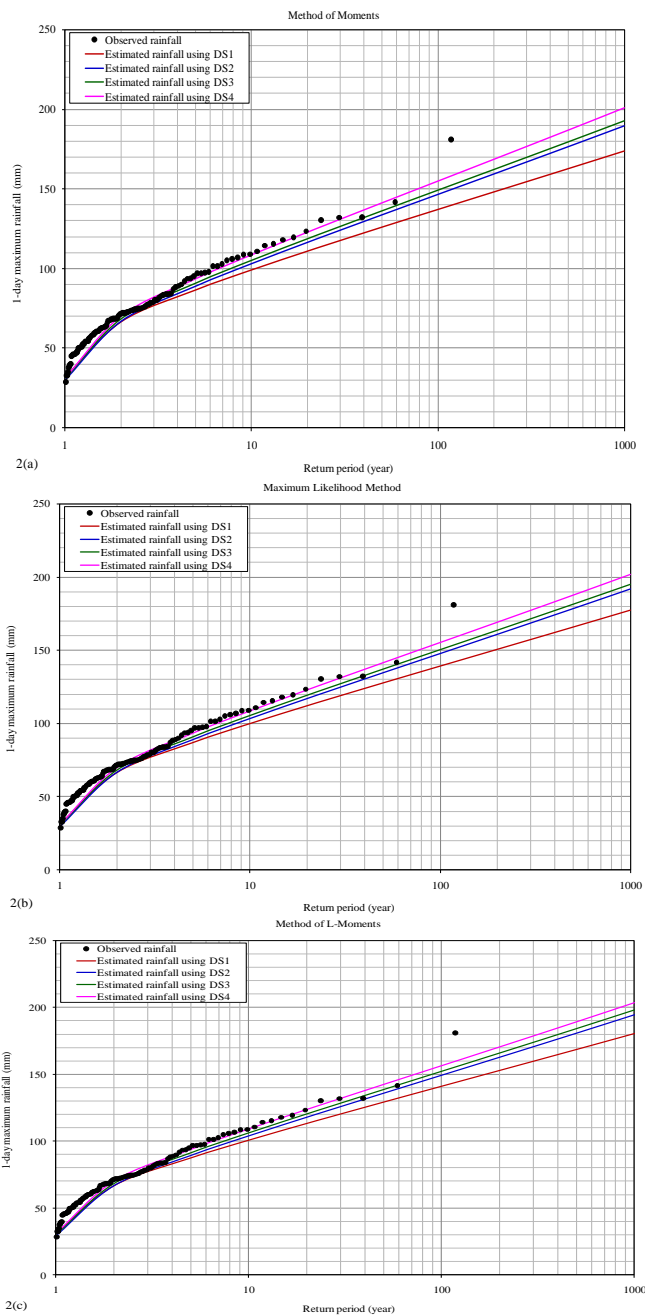 Method of Moments
250
200
150
100
50
0
1-day maximum rainfall (mm)
Observed rainfall
Estimated rainfall using DS1
Estimated rainfall using DS2
Estimated rainfall using DS3
Estimated rainfall using DS4
1 10 100 1000
Return period (year)
2(a)
Maximum Likelihood Method
250
200
150
100
50
0
1-day maximum rainfall (mm)
Observed rainfall
Estimated rainfall using DS1
Estimated rainfall using DS2
Estimated rainfall using DS3
Estimated rainfall using DS4
1 10 100 1000
Return period (year)
2(b)
Method of L-Moments
250
200
150
100
50
0
1-day maximum rainfall (mm)
Observed rainfall
Estimated rainfall using DS1
Estimated rainfall using DS2
Estimated rainfall using DS3
Estimated rainfall using DS4
1 10 100 1000
Return period (year)
2(c)